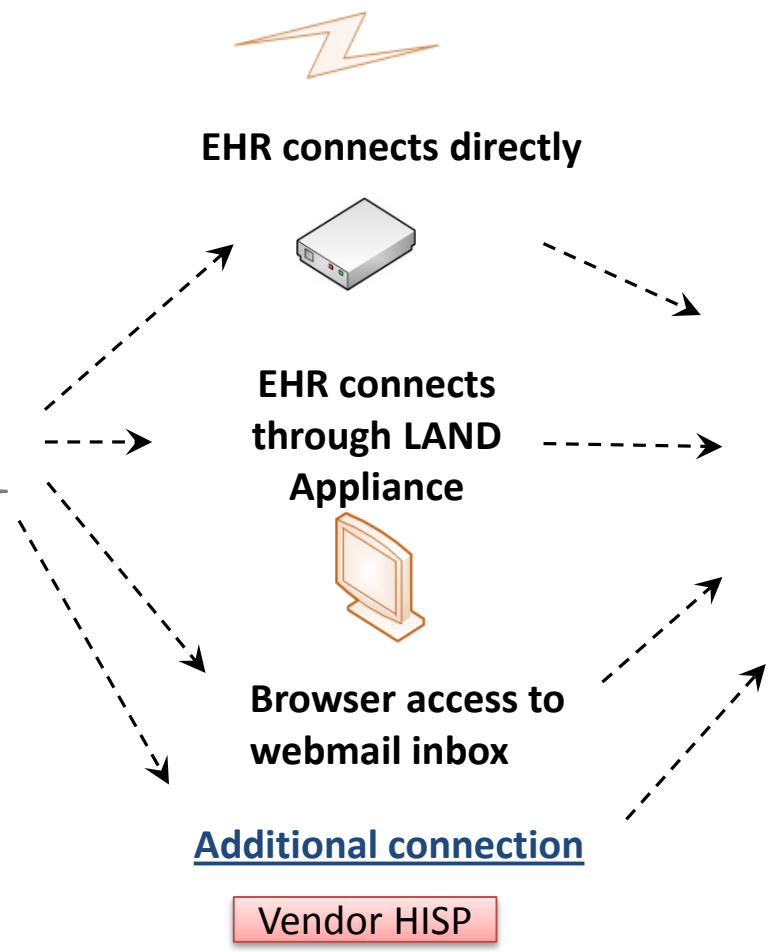 EHR connects directly
EHR connects
through LAND
Appliance
Browser access to
webmail inbox
Additional connection
Vendor HISP